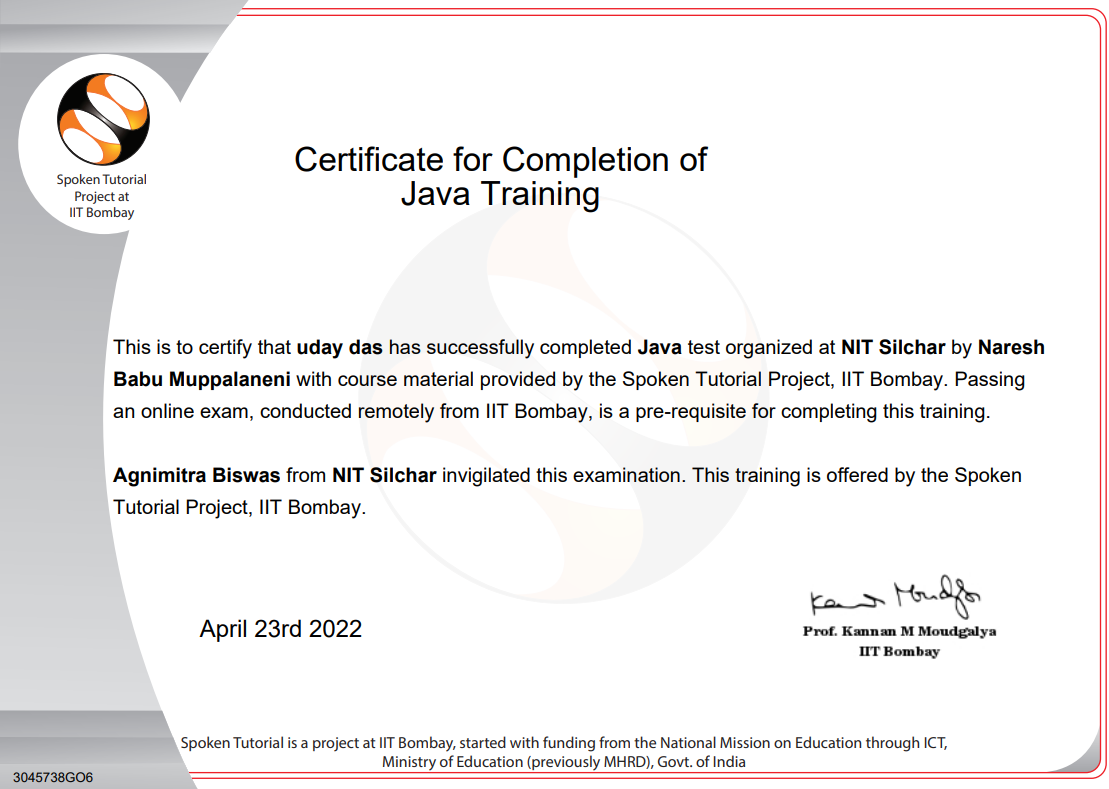 Spoken Tutorial
Project at
IIT Bombay
Certificate for Completion of
Java Training
This is to certify that uday das has successfully completed Java test organized at NIT Silchar by Naresh
Babu Muppalaneni with course material provided by the Spoken Tutorial Project, IIT Bombay. Passing
an online exam, conducted remotely from IIT Bombay, is a pre-requisite for completing this training.
Agnimitra Biswas from NIT Silchar invigilated this examination. This training is offered by the Spoken
Tutorial Project, IIT Bombay.
April 23rd 2022
Prof. Kannan M Moudgalya
IIT Bombay
Spoken Tutorial is a project at IIT Bombay, started with funding from the National Mission on Education through ICT,
Ministry of Education (previously MHRD), Govt. of India
3045738GO6